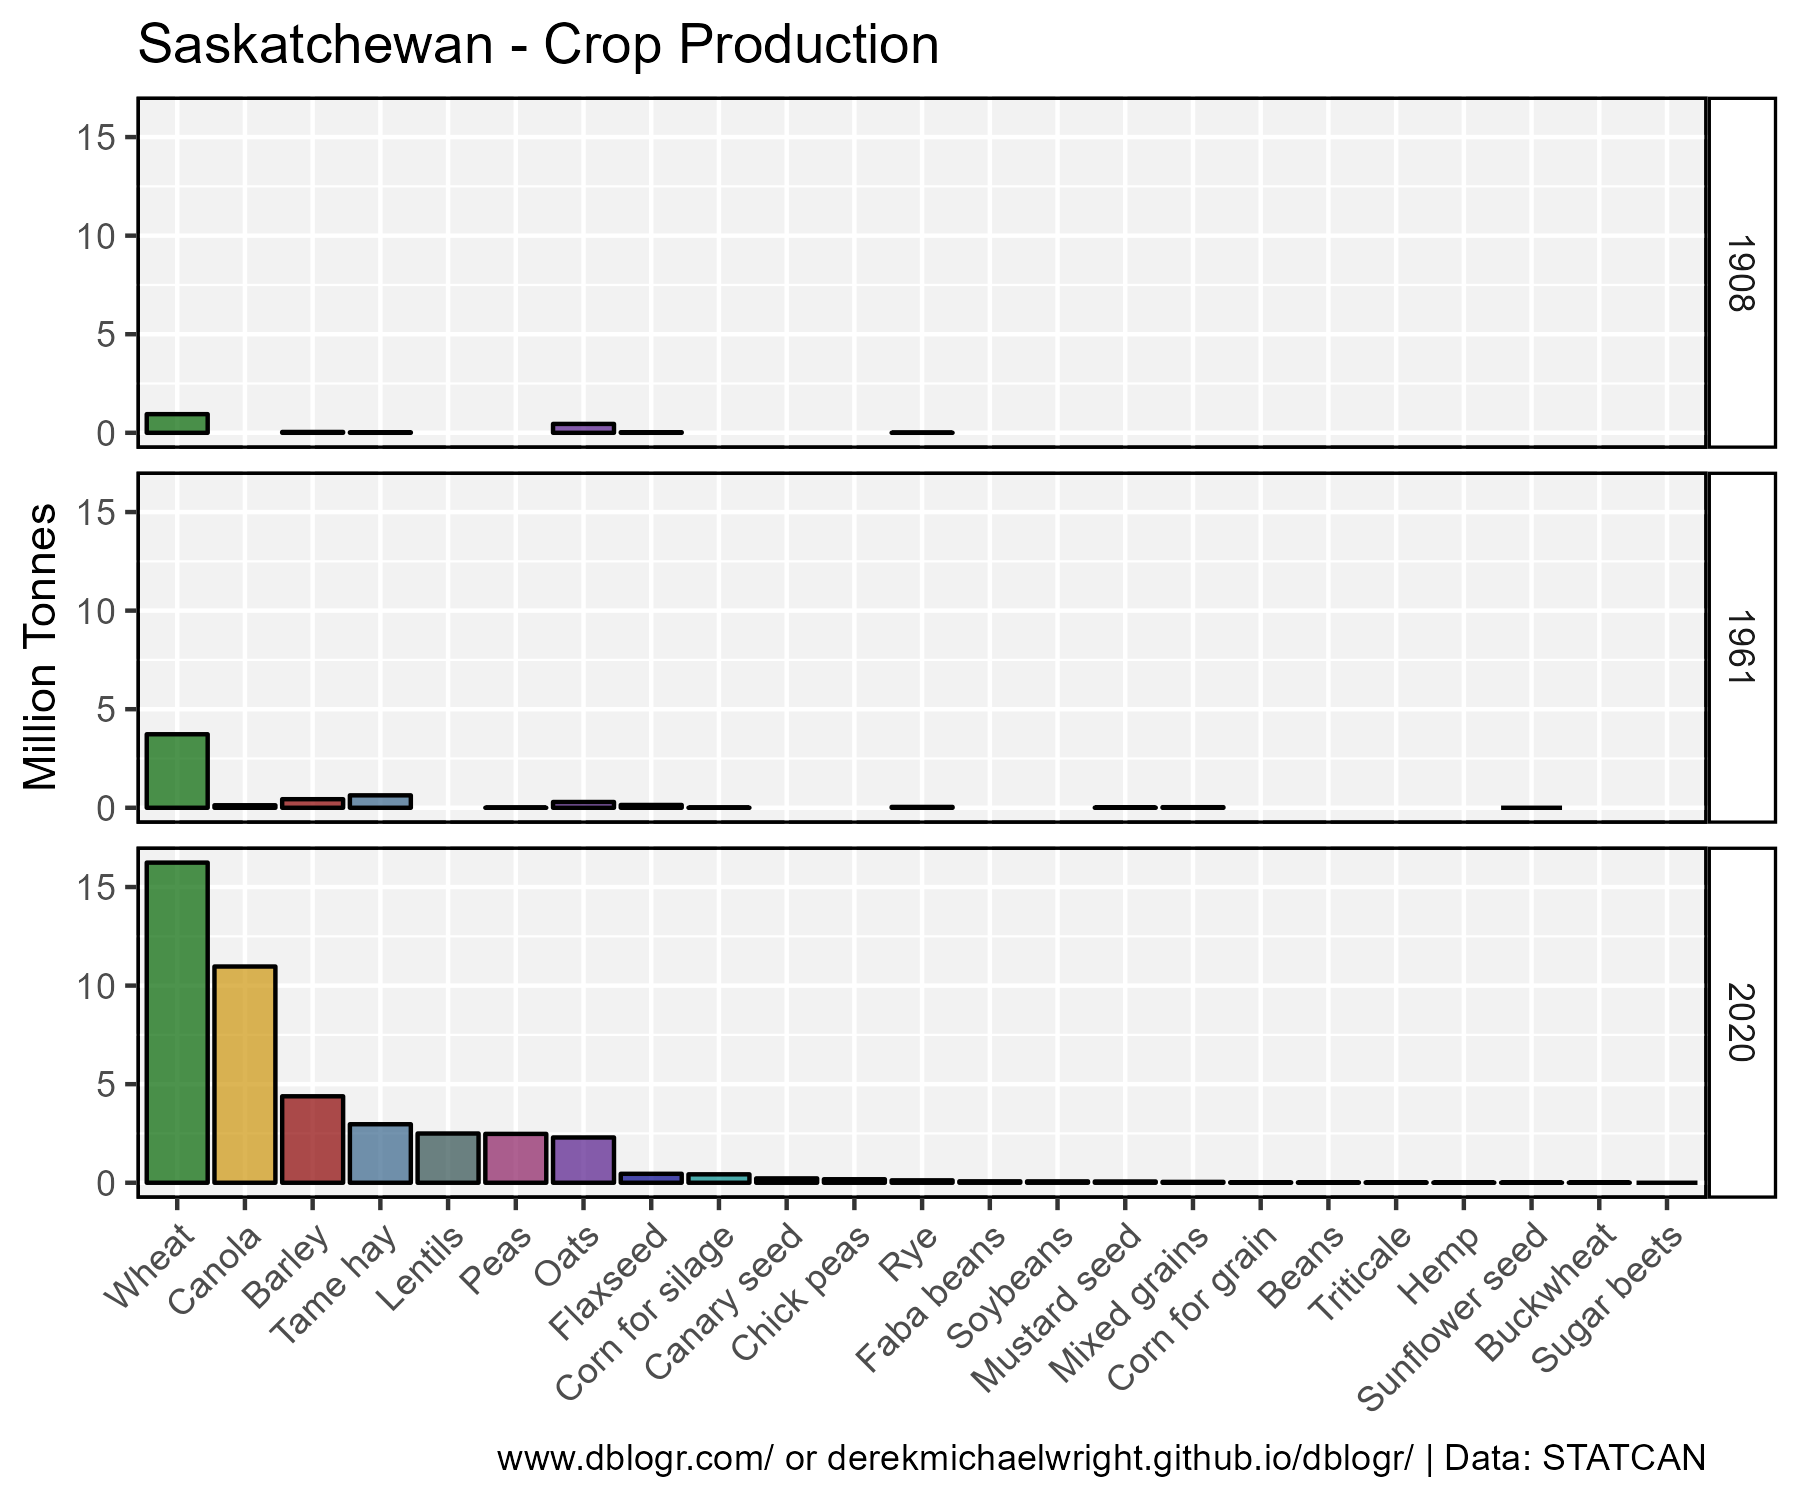 Saskatchewan - Crop Production
Million Tonnes
15
10
5
0
1908
15
10
5
0
1961
15
10
5
0
2020
Wheat
Canola
Barley
Tame hay
Lentils
Peas
Oats
Flaxseed
Corn for silage
Canary seed
Chick peas
Rye
Faba beans
Soybeans
Mustard seed
Mixed grains
Corn for grain
Beans
Triticale
Hemp
Sunflower seed
Buckwheat
Sugar beets
www.dblogr.com/ or derekmichaelwright.github.io/dblogr/ | Data: STATCAN